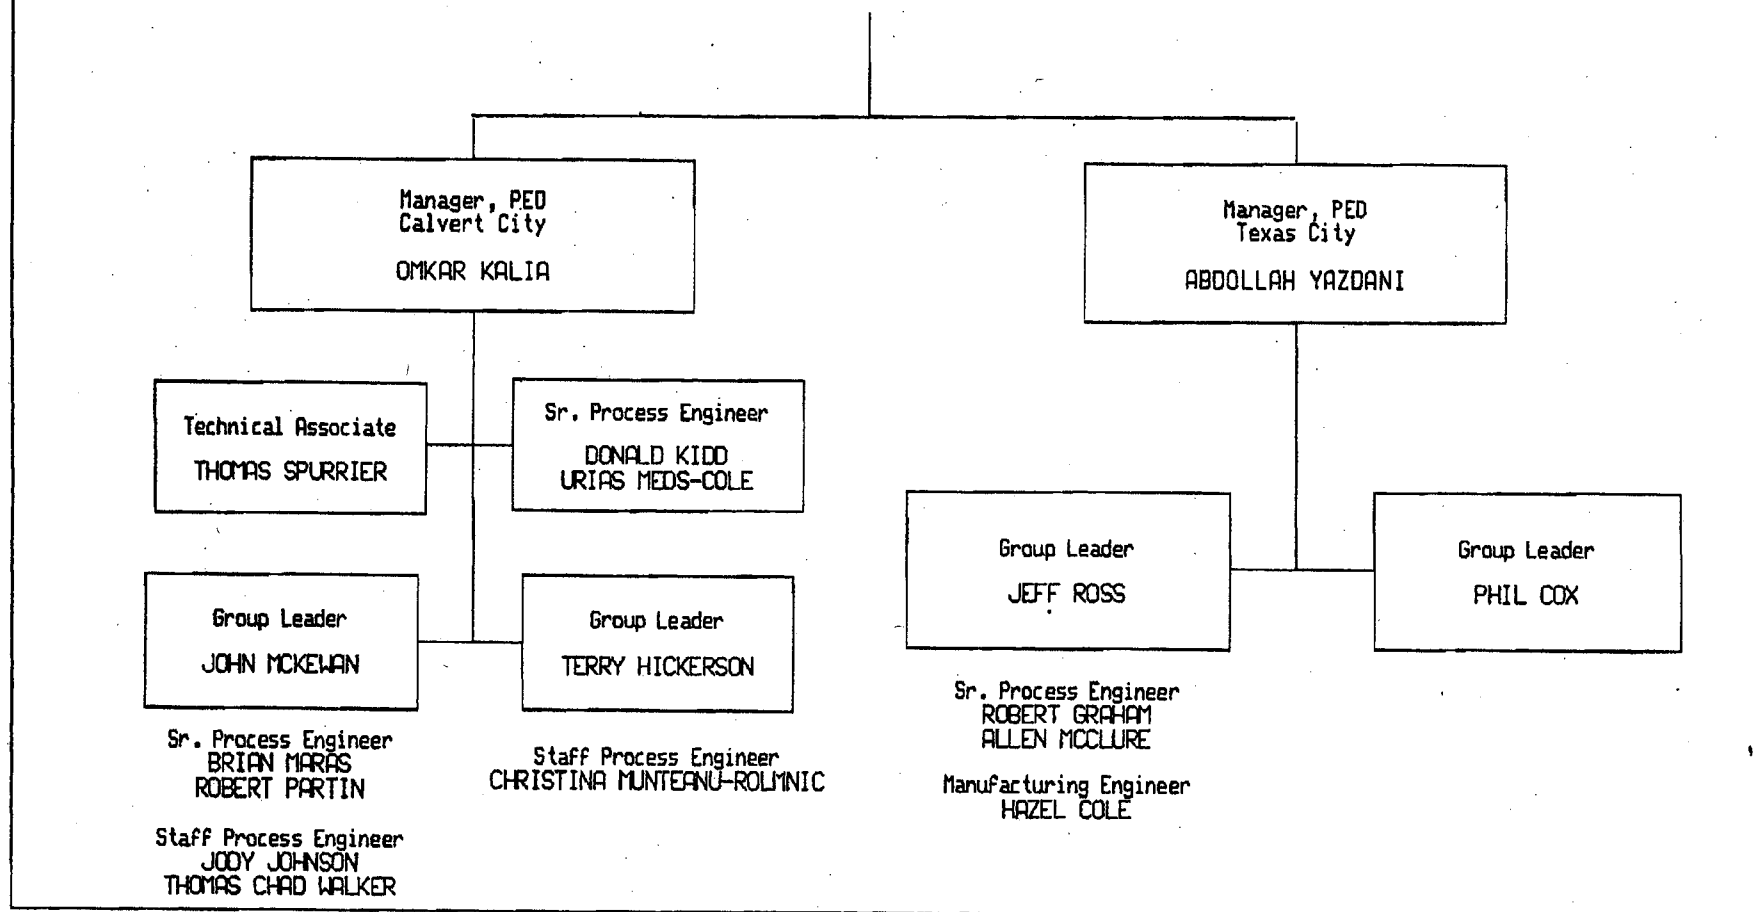 Manager, PED
Calvert City
OMKAR KALIA
Manager, PED
Texas City
ABDOLLAH YAZDANI
Technical Associate
THOMAS SPURRIER
Sr. Process Engineer
DONALD KIDD
URIAS MEDS-COLE
Group Leader
JOHN MCKEWAN
Group Leader
TERRY HICKERSON
Group Leader
JEFF ROSS
Group Leader
PHIL COX
Sr. Process Engineer
BRIAN MARAS
ROBERT PARTIN
Staff Process Engineer
JODY JOHNSON
THOMAS CHAD WALKER
Staff Process Engineer
CHRISTINA MUNTEANU-ROLMNIC
Sr. Process Engineer
ROBERT GRAHAM
ALLEN MCCLURE
Manufacturing Engineer
HAZEL COLE